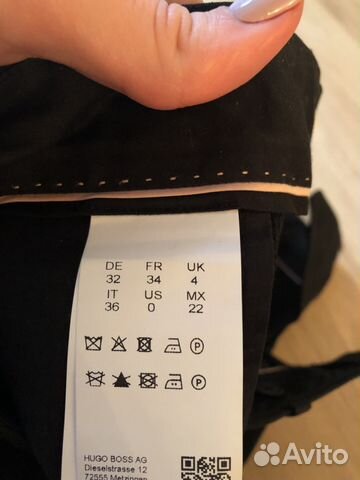 DE FR UK
32 34 4
IT US MX
36 0 22
HUGO BOSS AG
Dieselstrasse 12
72555 Metzingen
Avito